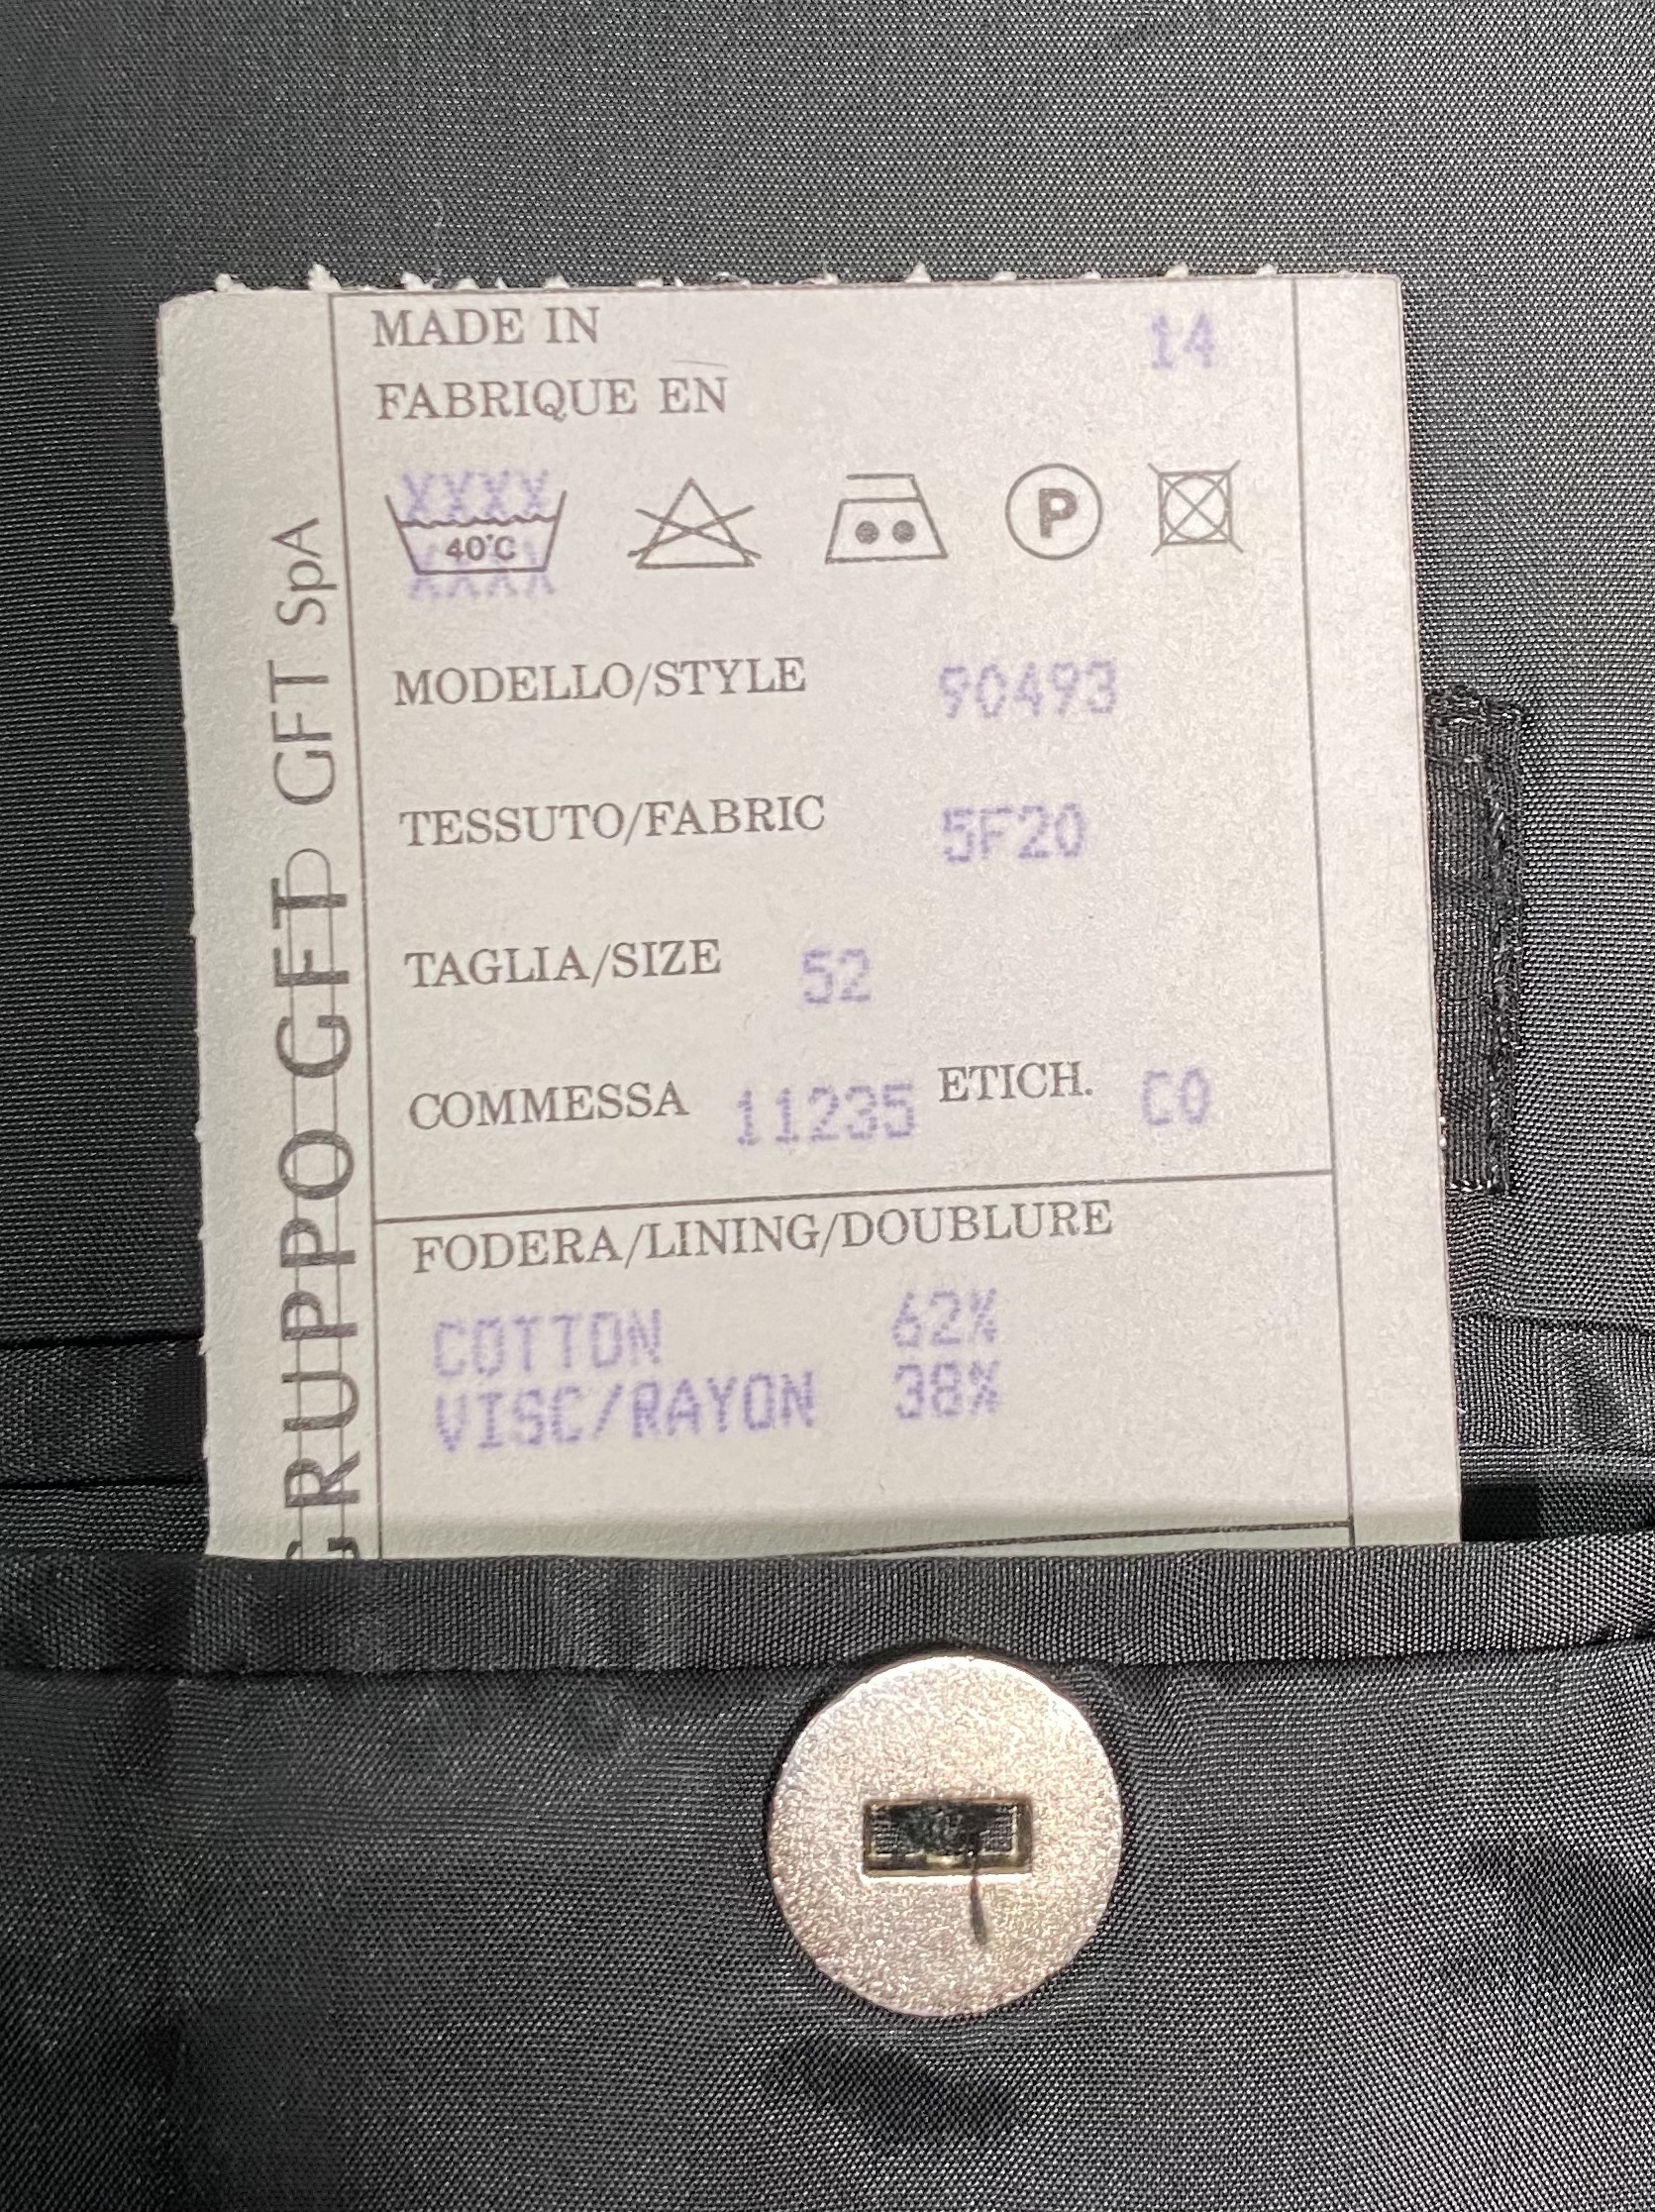 MADE IN 14
FABRIQUE EN
XXXX
40°C
XXXX
P
MODELLO/STYLE 90493
TESSUTO/FABRIC 5F20
TAGLIA/SIZE 52
COMMESSA 11235 ETICH. C0
FODERA/LINING/DOUBLURE
COTTON 62%
VISC/RAYON 38%
GRUPPO GFT GFT SpA